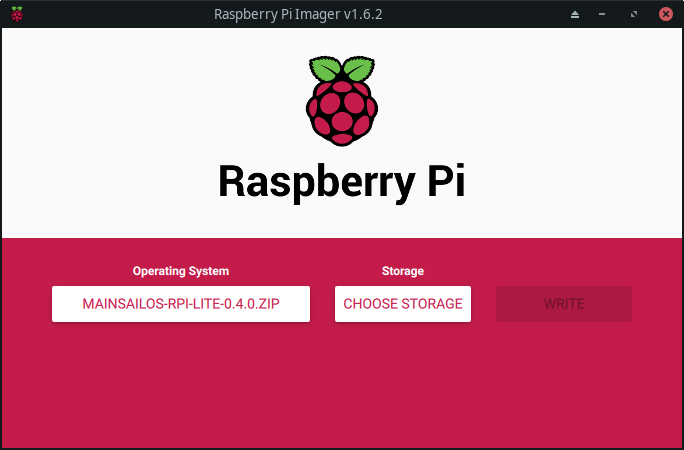 Raspberry Pi Imager v1.6.2
Raspberry Pi
Operating System
Storage
MAINSAILOS-RPI-LITE-0.4.0.ZIP
CHOOSE STORAGE
WRITE